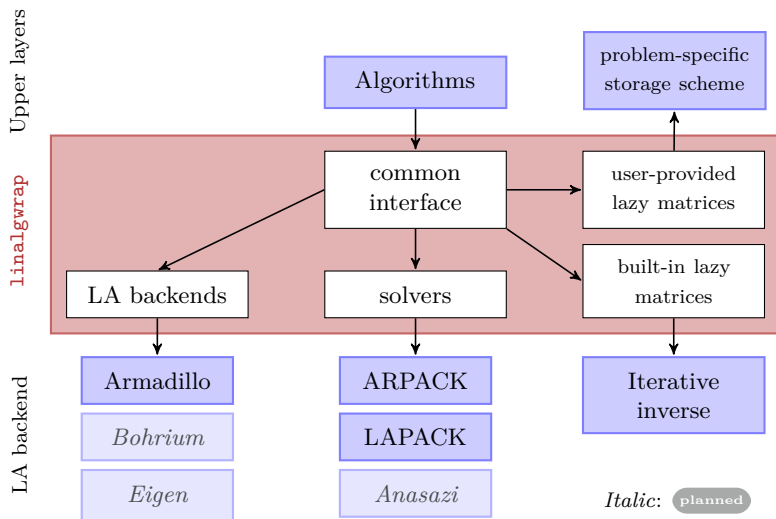 Upper layers
Algorithms
problem-specific
storage scheme
linalgwrap
common
interface
user-provided
lazy matrices
LA backends
solvers
built-in lazy
matrices
LA backend
Armadillo
ARPACK
Iterative
inverse
Bohrium
LAPACK
Eigen
Anasazi
Italic: planned